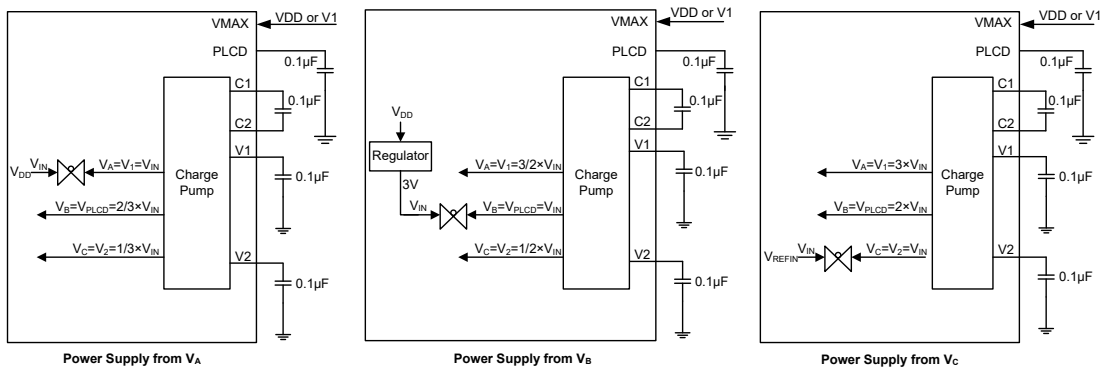 VMAX
VDD or V1
PLCD
0.1µF
C1
0.1µF
C2
V1
VDD
VIN
VA=V1=VIN
Charge
Pump
0.1µF
VB=VPLCD=2/3×VIN
VC=V2=1/3×VIN
V2
0.1µF
Power Supply from VA
VMAX
VDD or V1
PLCD
0.1µF
C1
0.1µF
C2
VDD
Regulator
3V
V1
VA=V1=3/2×VIN
Charge
Pump
0.1µF
VIN
VB=VPLCD=VIN
VC=V2=1/2×VIN
V2
0.1µF
Power Supply from VB
VMAX
VDD or V1
PLCD
0.1µF
C1
0.1µF
C2
V1
VA=V1=3×VIN
Charge
Pump
0.1µF
VB=VPLCD=2×VIN
VREFIN
VIN
VC=V2=VIN
V2
0.1µF
Power Supply from VC